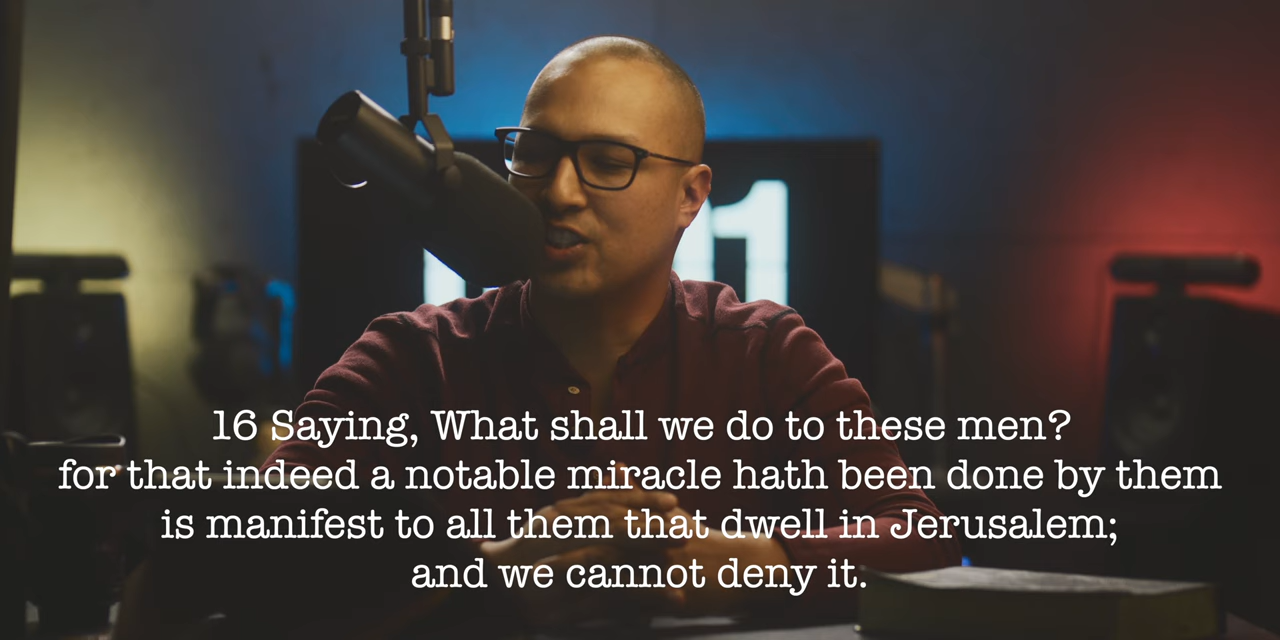 16 Saying, What shall we do to these men?
for that indeed a notable miracle hath been done by them
is manifest to all them that dwell in Jerusalem;
and we cannot deny it.